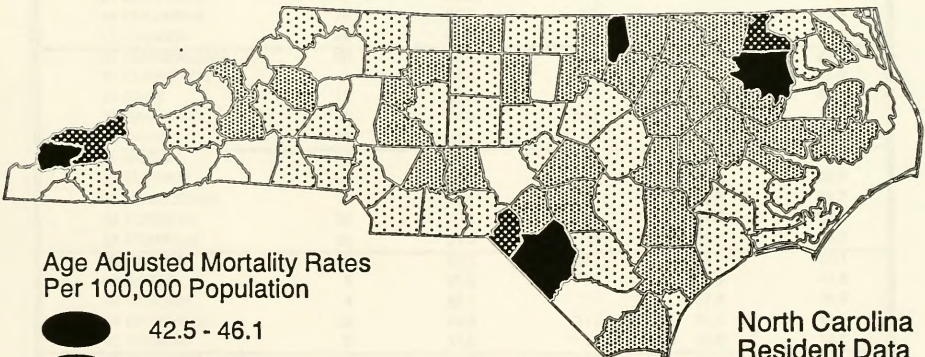 Age Adjusted Mortality Rates
Per 100,000 Population
42.5 - 46.1
North Carolina
Resident Data